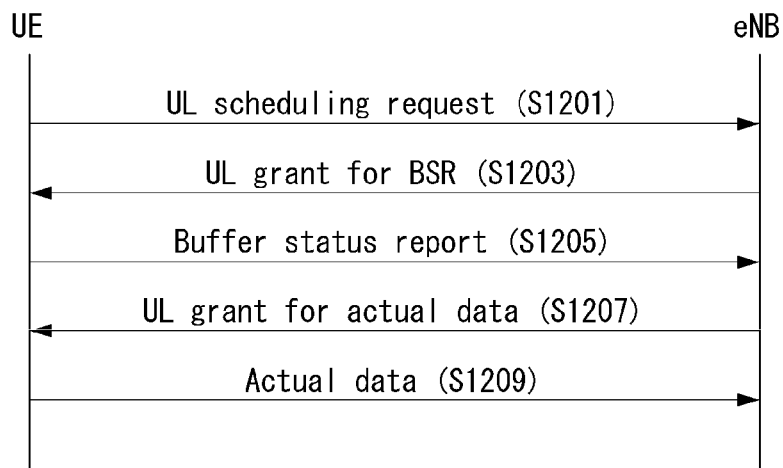 UE
eNB
UL scheduling request (S1201)
UL grant for BSR (S1203)
Buffer status report (S1205)
UL grant for actual data (S1207)
Actual data (S1209)